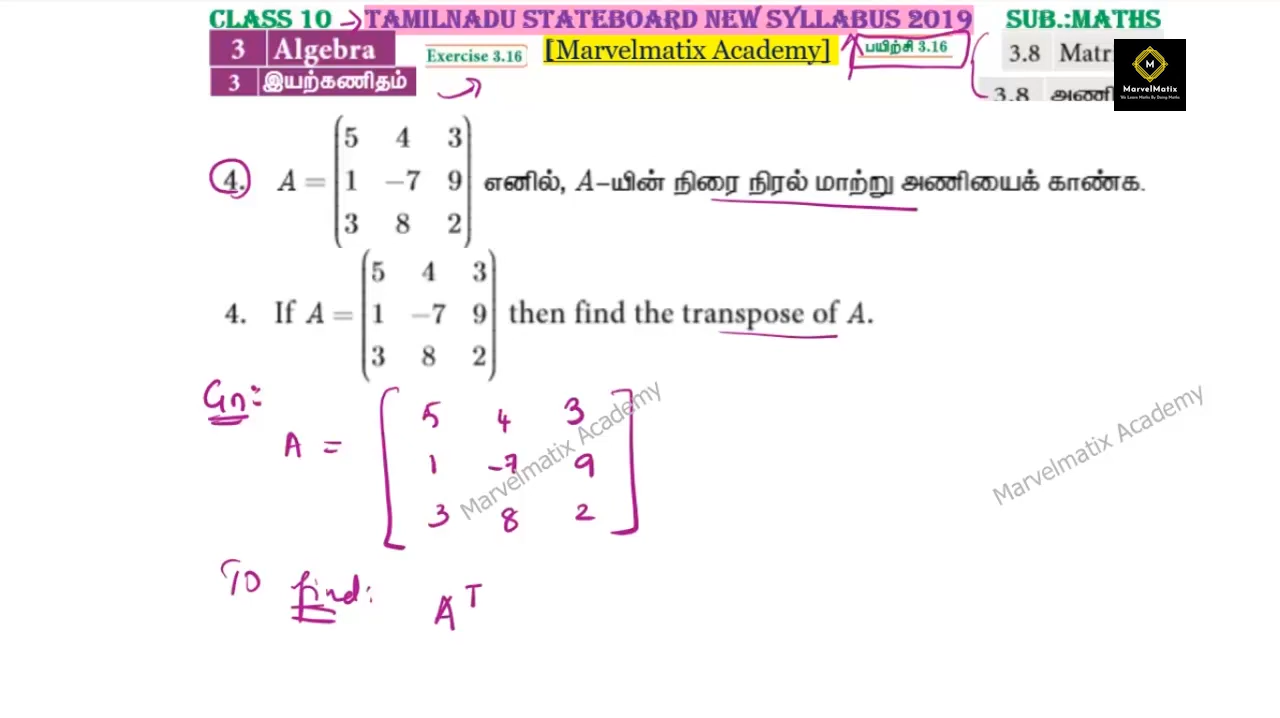 CLASS 10 → TAMILNADU STATEBOARD NEW SYLLABUS 2019 SUB.:MATHS
3 Algebra Exercise 3.16 [Marvelmatix Academy] பயிற்சி 3.16 3.8 Matr
3 இயற்கணிதம் 3.8 அணி
M
MarvelMatix
5 4 3
4. A = 1 -7 9 எனில், A-யின் நிரை நிரல் மாற்று அணியைக் காண்க.
3 8 2
5 4 3
4. If A = 1 -7 9 then find the transpose of A.
3 8 2
Gn:
5 4 3
A = 1 -7 9
3 8 2
Marvelmatix Academy
Marvelmatix Academy
To find: A^T